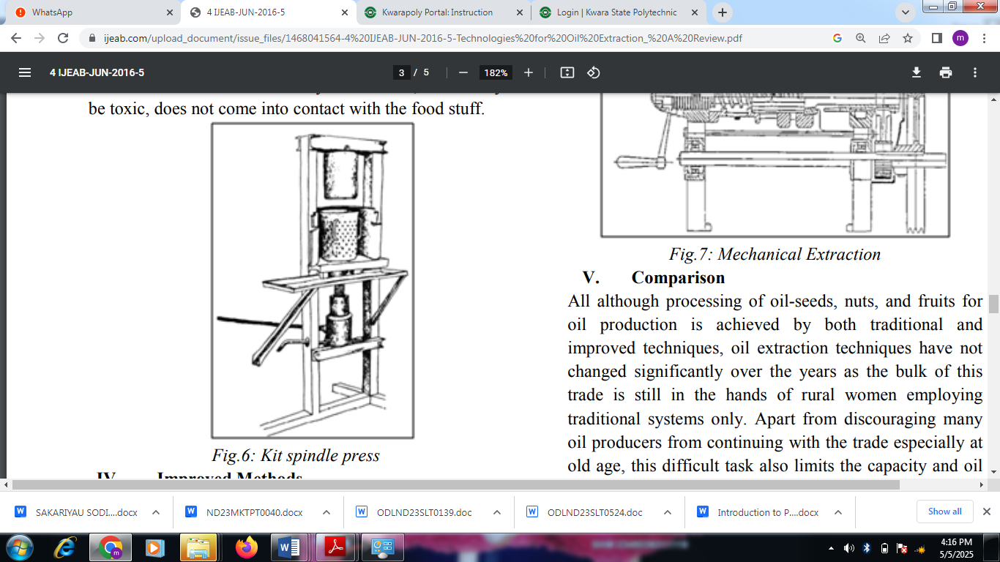 WhatsApp
4 IJEAB-JUN-2016-5
Kwarapoly Portal: Instruction
Login | Kwara State Polytechnic
ijeab.com/upload_document/issue_files/1468041564-4%20IJEAB-JUN-2016-5-Technologies%20for%20Oil%20Extraction_%20A%20Review.pdf
m
4 IJEAB-JUN-2016-5
3 / 5
182%
be toxic, does not come into contact with the food stuff.
Fig.6: Kit spindle press
IV. Improved Methods
Fig.7: Mechanical Extraction
V. Comparison
All although processing of oil-seeds, nuts, and fruits for
oil production is achieved by both traditional and
improved techniques, oil extraction techniques have not
changed significantly over the years as the bulk of this
trade is still in the hands of rural women employing
traditional systems only. Apart from discouraging many
oil producers from continuing with the trade especially at
old age, this difficult task also limits the capacity and oil
SAKARIYAU SODI....docx
ND23MKTPT0040.docx
ODLND23SLT0139.doc
ODLND23SLT0524.doc
Introduction to P....docx
Show all
4:16 PM
5/5/2025